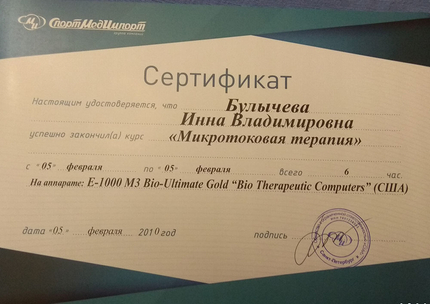 СпортМедИмпорт
Сертификат
Настоящим удостоверяется, что Булычева
Инна Владимировна
успешно закончил(а) курс «Микротоковая терапия»
с «05» февраля по «05» февраля всего 6 час.
На аппарате: E-1000 M3 Bio-Ultimate Gold “Bio Therapeutic Computers” (США)
дата «05» февраля 2010 год подпись
Санкт-Петербург